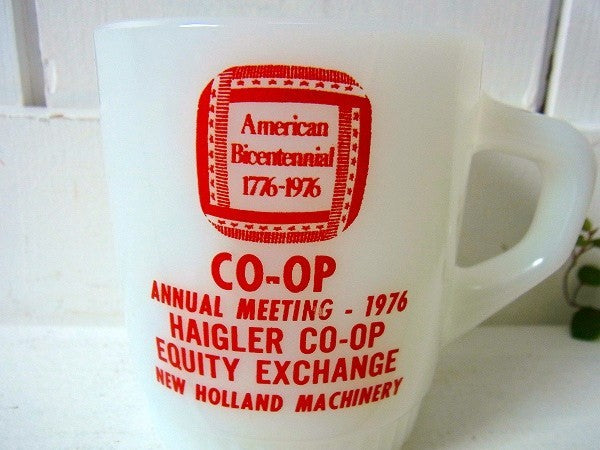 American
Bicentennial
1776-1976
CO-OP
ANNUAL MEETING - 1976
HAIGLER CO-OP
EQUITY EXCHANGE
NEW HOLLAND MACHINERY